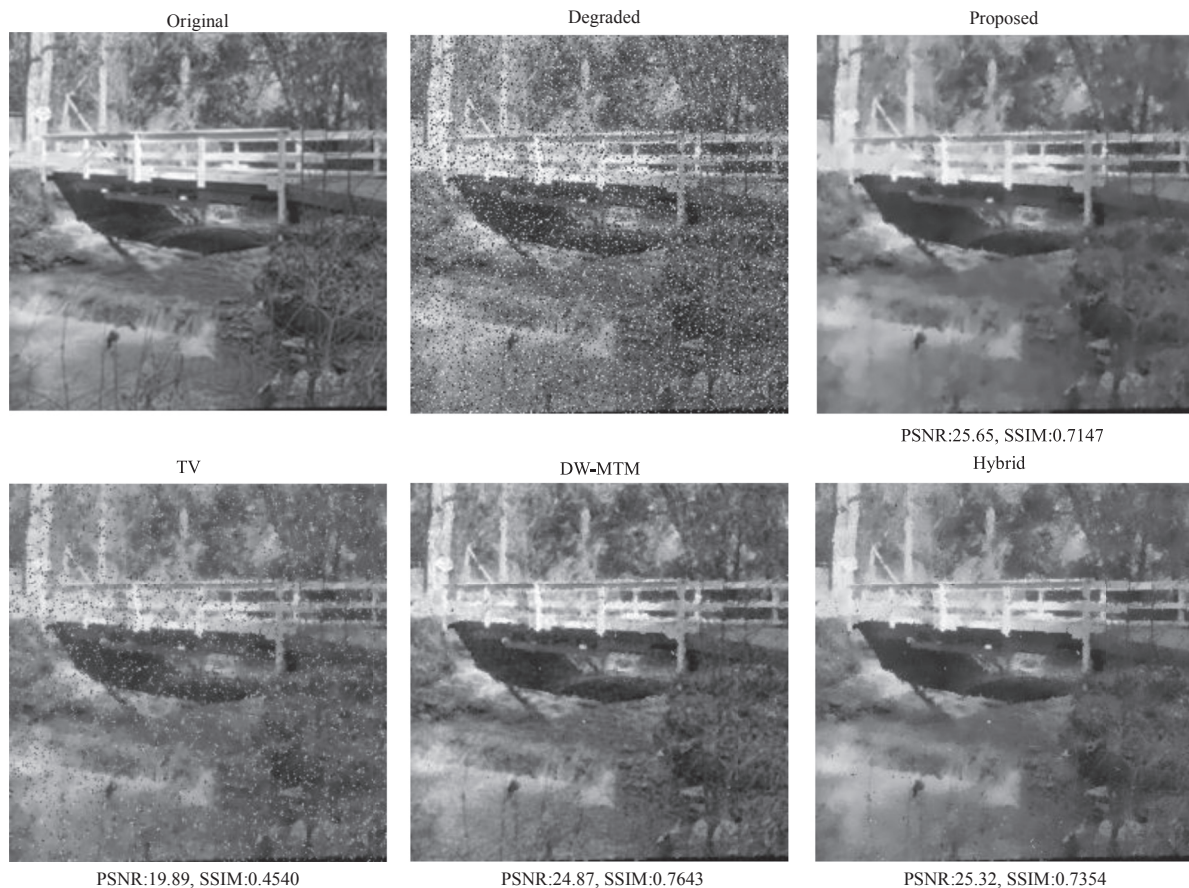 Original
Degraded
Proposed
PSNR:25.65, SSIM:0.7147
TV
DW-MTM
Hybrid
PSNR:19.89, SSIM:0.4540
PSNR:24.87, SSIM:0.7643
PSNR:25.32, SSIM:0.7354